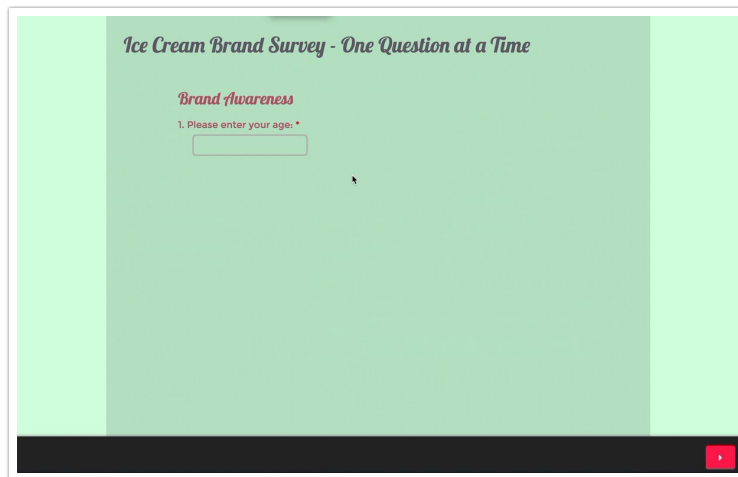 Ice Cream Brand Survey - One Question at a Time
Brand Awareness
1. Please enter your age: *